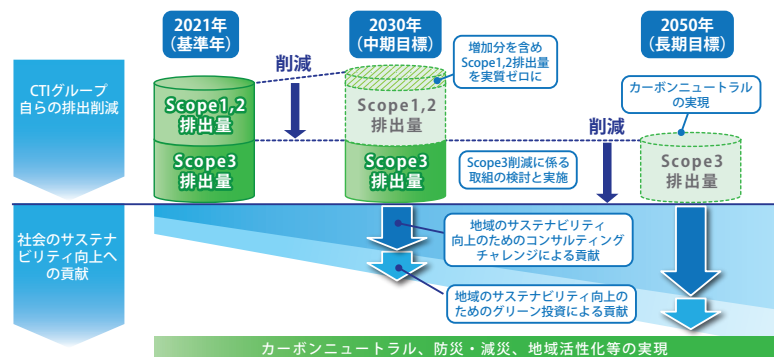 2021年
（基準年）
2030年
（中期目標）
2050年
（長期目標）
CTIグループ
自らの排出削減
Scope1,2
排出量
Scope3
排出量
削減
Scope1,2
排出量
Scope3
排出量
増加分を含め
Scope1,2排出量
を実質ゼロに
Scope3削減に係る
取組の検討と実施
削減
カーボンニュートラル
の実現
Scope3
排出量
社会のサステナ
ビリティ向上へ
の貢献
地域のサステナビリティ
向上のためのコンサルティング
チャレンジによる貢献
地域のサステナビリティ向上の
ためのグリーン投資による貢献
カーボンニュートラル、防災・減災、地域活性化等の実現